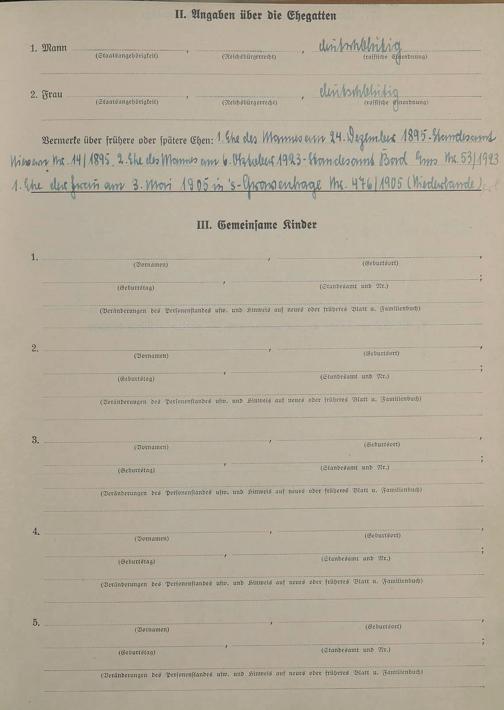 II. Angaben über die Ehegatten
1. Mann , , deutschblütig
(Staatsangehörigkeit) (Reichsbürgerrecht) (rassische Einordnung)
2. Frau , , deutschblütig
(Staatsangehörigkeit) (Reichsbürgerrecht) (rassische Einordnung)
Vermerke über frühere oder spätere Ehen: 1. Ehe des Mannes am 24. Dezember 1895 - Standesamt
Nr. 14/1895. 2. Ehe des Mannes am 6. Oktober 1923 - Standesamt Bad Ems Nr. 53/1923
1. Ehe der Frau am 3. Mai 1905 in 's-Gravenhage Nr. 476/1905 (Niederlande)
III. Gemeinsame Kinder
1. , ,
(Vornamen) (Geburtsort)
, ;
(Geburtstag) (Standesamt und Nr.)
(Veränderungen des Personenstandes usw. und Hinweis auf neues oder früheres Blatt u. Familienbuch)
2. , ,
(Vornamen) (Geburtsort)
, ;
(Geburtstag) (Standesamt und Nr.)
(Veränderungen des Personenstandes usw. und Hinweis auf neues oder früheres Blatt u. Familienbuch)
3. , ,
(Vornamen) (Geburtsort)
, ;
(Geburtstag) (Standesamt und Nr.)
(Veränderungen des Personenstandes usw. und Hinweis auf neues oder früheres Blatt u. Familienbuch)
4. , ,
(Vornamen) (Geburtsort)
, ;
(Geburtstag) (Standesamt und Nr.)
(Veränderungen des Personenstandes usw. und Hinweis auf neues oder früheres Blatt u. Familienbuch)
5. , ,
(Vornamen) (Geburtsort)
, ;
(Geburtstag) (Standesamt und Nr.)
(Veränderungen des Personenstandes usw. und Hinweis auf neues oder früheres Blatt u. Familienbuch)